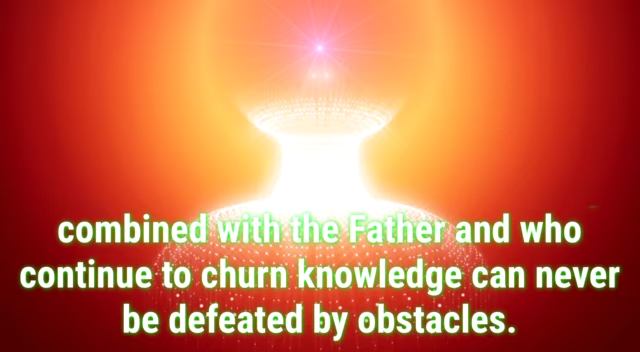 combined with the Father and who
continue to churn knowledge can never
be defeated by obstacles.